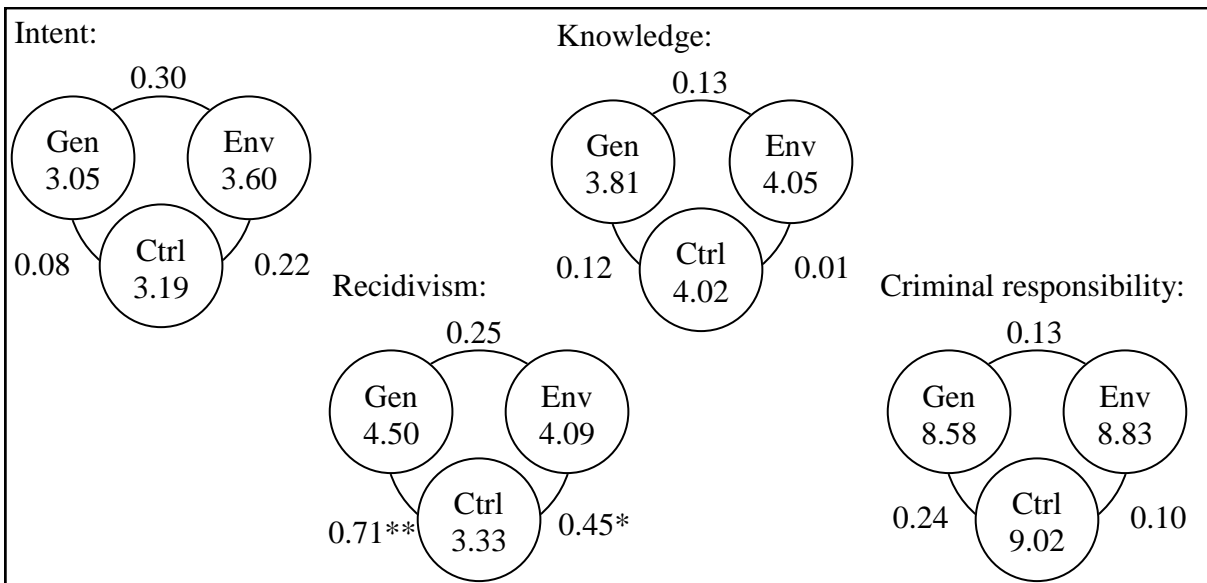 Intent:
0.30
Gen
3.05
Env
3.60
Ctrl
3.19
0.08
0.22
Knowledge:
0.13
Gen
3.81
Env
4.05
Ctrl
4.02
0.12
0.01
Recidivism:
0.25
Gen
4.50
Env
4.09
Ctrl
3.33
0.71**
0.45*
Criminal responsibility:
0.13
Gen
8.58
Env
8.83
Ctrl
9.02
0.24
0.10